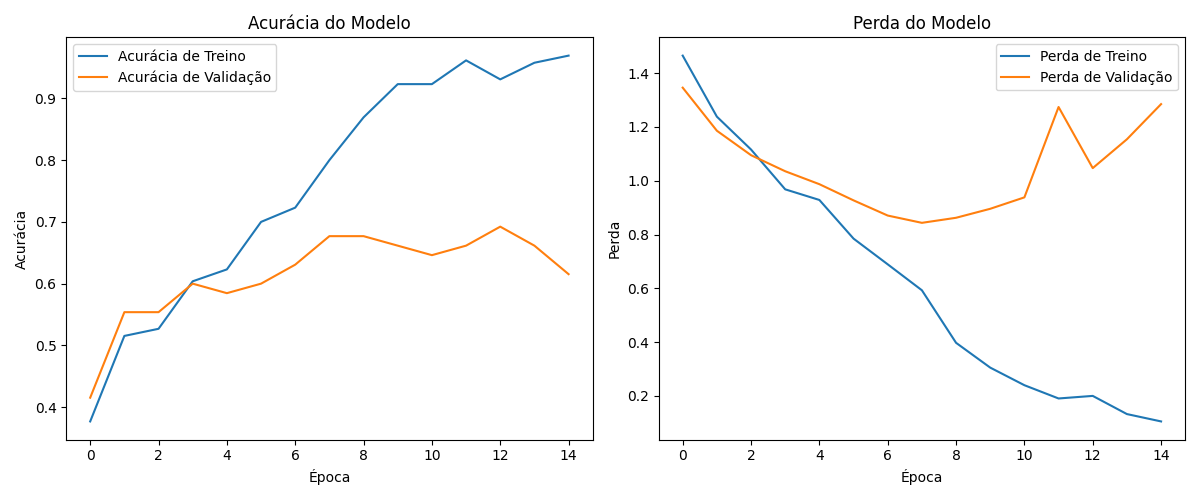 Acurácia do Modelo
Acurácia de Treino
Acurácia de Validação
0.9
0.8
0.7
0.6
0.5
0.4
Acurácia
0 2 4 6 8 10 12 14
Época
Perda do Modelo
Perda de Treino
Perda de Validação
1.4
1.2
1.0
0.8
0.6
0.4
0.2
Perda
0 2 4 6 8 10 12 14
Época